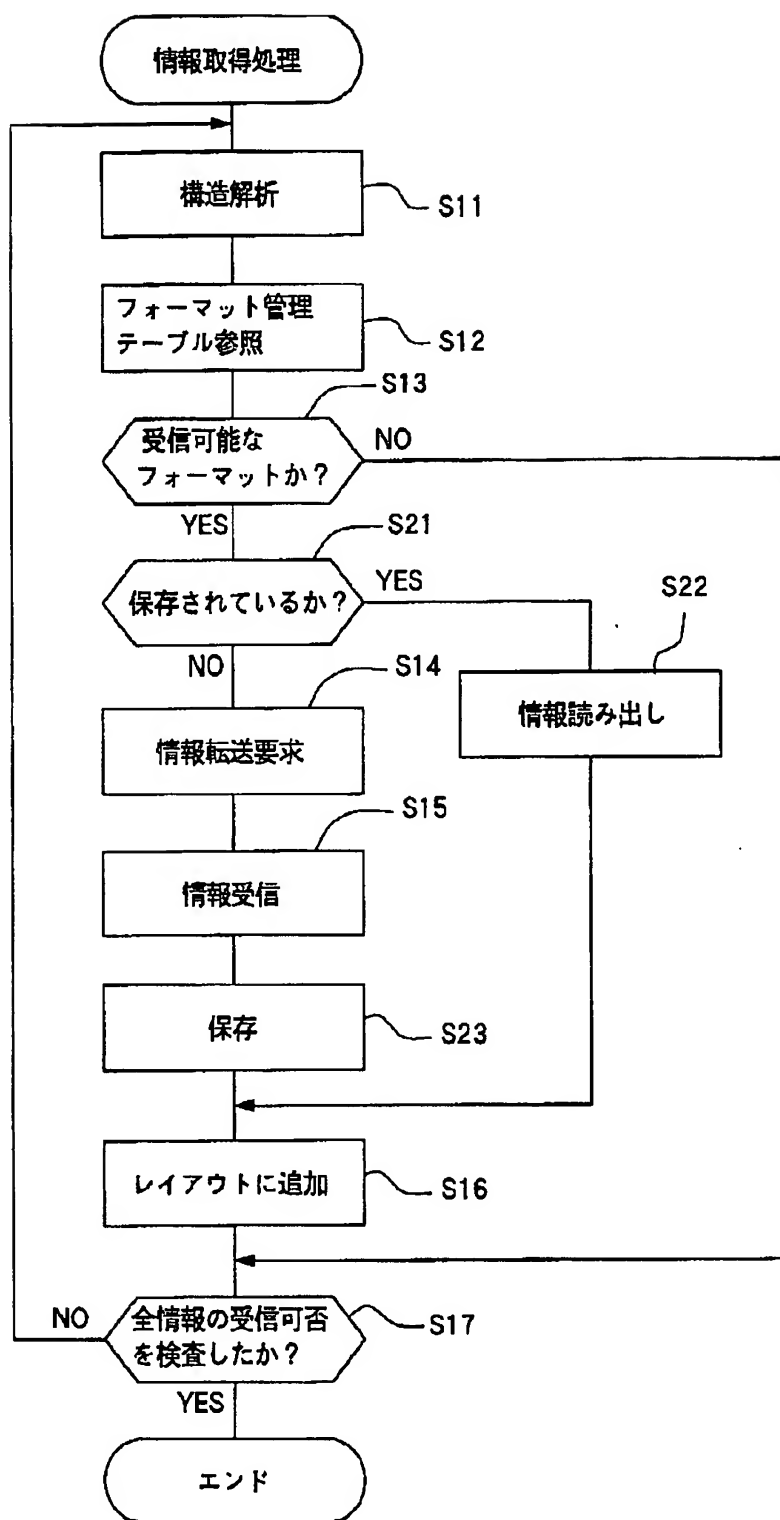 情報取得処理
構造解析
S11
フォーマット管理
テーブル参照
S12
S13
受信可能な
フォーマットか？
NO
YES
S21
保存されているか？
YES
S22
NO
S14
情報読み出し
情報転送要求
S15
情報受信
保存
S23
レイアウトに追加
S16
NO
全情報の受信可否
を検査したか？
S17
YES
エンド